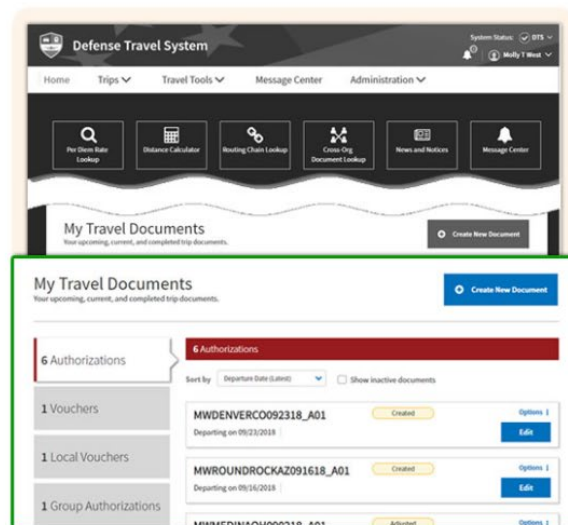 Defense Travel System
System Status: DTS
Molly T West
Home Trips Travel Tools Message Center Administration
Per Diem Rate Lookup
Distance Calculator
Routing Chain Lookup
Cross-Org Document Lookup
News and Notices
Message Center
My Travel Documents
Your upcoming, current, and completed trip documents.
Create New Document
My Travel Documents
Your upcoming, current, and completed trip documents.
Create New Document
6 Authorizations
1 Vouchers
1 Local Vouchers
1 Group Authorizations
6 Authorizations
Sort by Departure Date (Latest) Show inactive documents
MWDENVERCO092318_A01 Created Options
Departing on 09/23/2018 Edit
MWROUNDROCKAZ091618_A01 Created Options
Departing on 09/16/2018 Edit
Adjusted Options